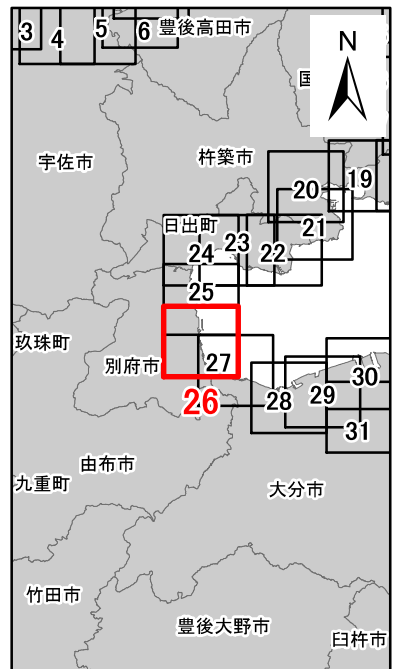 3
4
5
6
豊後高田市
国
N
宇佐市
杵築市
19
20
日出町
21
23
22
24
25
玖珠町
別府市
27
30
26
28
29
31
由布市
九重町
大分市
竹田市
豊後大野市
臼杵市